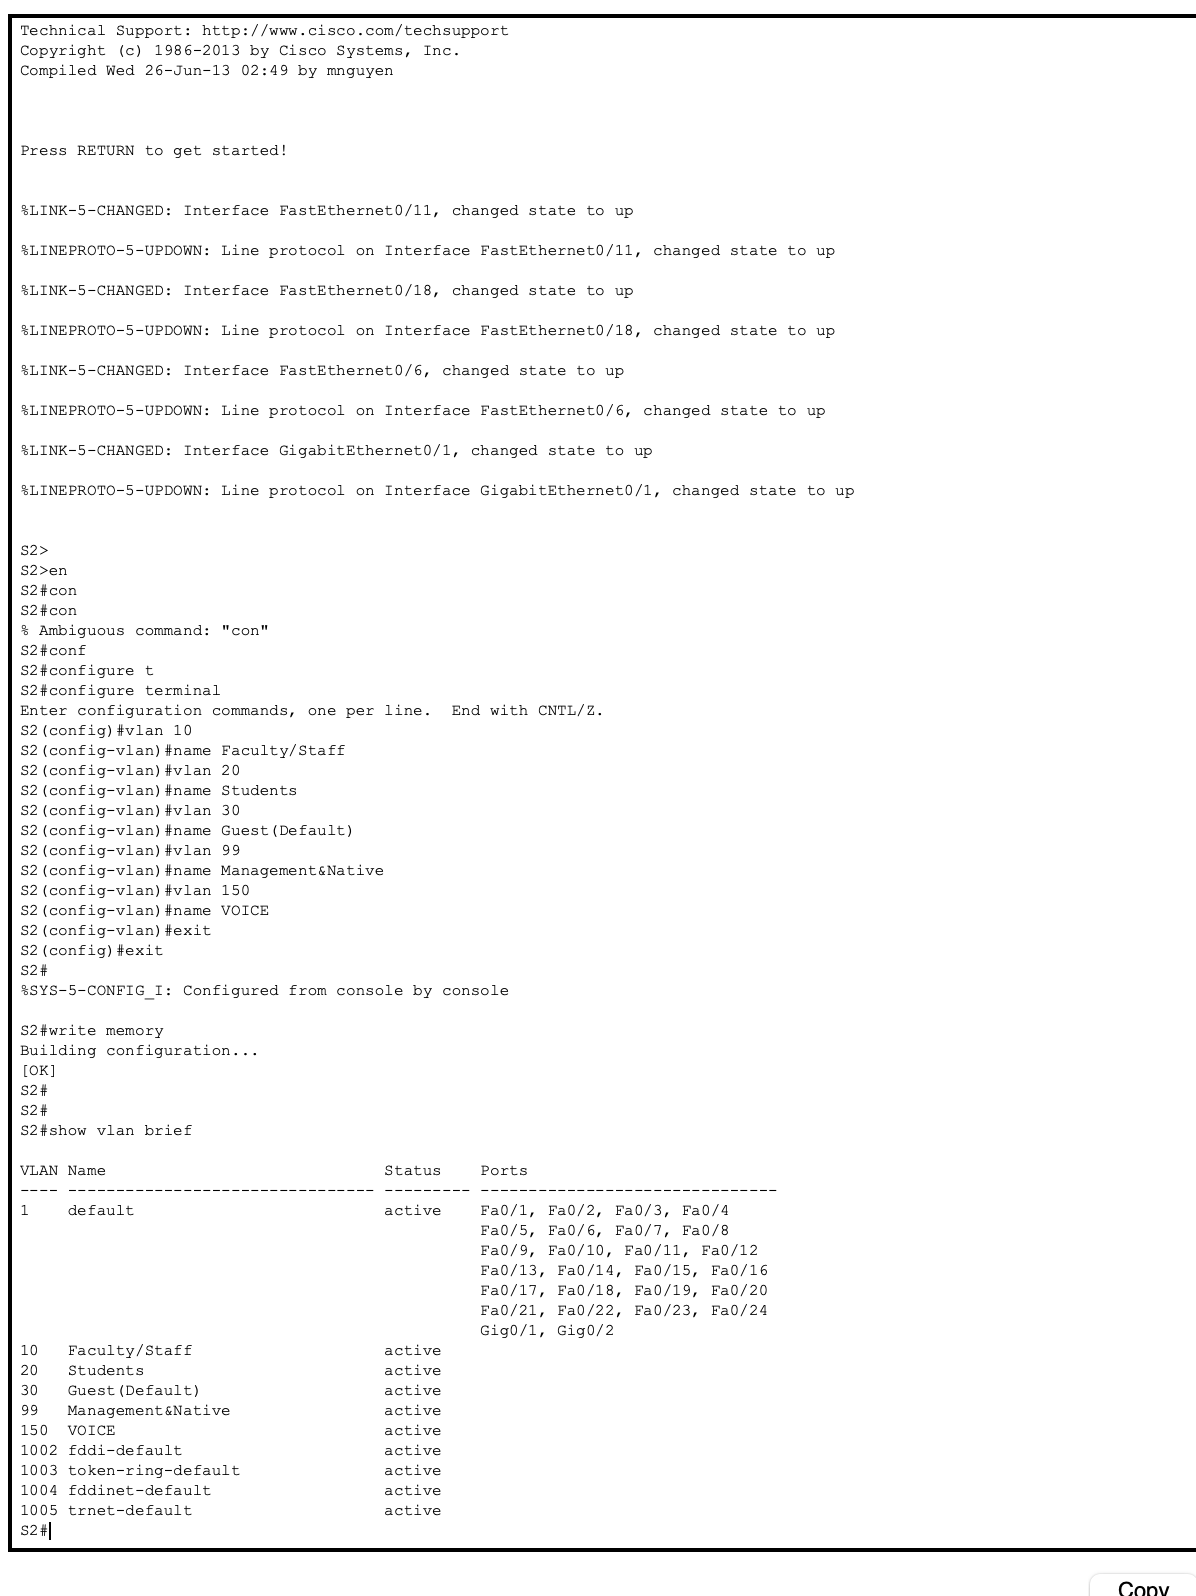 Technical Support: http://www.cisco.com/techsupport
Copyright (c) 1986-2013 by Cisco Systems, Inc.
Compiled Wed 26-Jun-13 02:49 by mnguyen
Press RETURN to get started!
%LINK-5-CHANGED: Interface FastEthernet0/11, changed state to up
%LINEPROTO-5-UPDOWN: Line protocol on Interface FastEthernet0/11, changed state to up
%LINK-5-CHANGED: Interface FastEthernet0/18, changed state to up
%LINEPROTO-5-UPDOWN: Line protocol on Interface FastEthernet0/18, changed state to up
%LINK-5-CHANGED: Interface FastEthernet0/6, changed state to up
%LINEPROTO-5-UPDOWN: Line protocol on Interface FastEthernet0/6, changed state to up
%LINK-5-CHANGED: Interface GigabitEthernet0/1, changed state to up
%LINEPROTO-5-UPDOWN: Line protocol on Interface GigabitEthernet0/1, changed state to up
S2>
S2>en
S2#con
S2#con
% Ambiguous command: "con"
S2#conf
S2#configure t
S2#configure terminal
Enter configuration commands, one per line.  End with CNTL/Z.
S2(config)#vlan 10
S2(config-vlan)#name Faculty/Staff
S2(config-vlan)#vlan 20
S2(config-vlan)#name Students
S2(config-vlan)#vlan 30
S2(config-vlan)#name Guest(Default)
S2(config-vlan)#vlan 99
S2(config-vlan)#name Management&Native
S2(config-vlan)#vlan 150
S2(config-vlan)#name VOICE
S2(config-vlan)#exit
S2(config)#exit
S2#
%SYS-5-CONFIG_I: Configured from console by console
S2#write memory
Building configuration...
[OK]
S2#
S2#
S2#show vlan brief
VLAN Name                             Status    Ports
---- -------------------------------- --------- -------------------------------
1    default                          active    Fa0/1, Fa0/2, Fa0/3, Fa0/4
                                                Fa0/5, Fa0/6, Fa0/7, Fa0/8
                                                Fa0/9, Fa0/10, Fa0/11, Fa0/12
                                                Fa0/13, Fa0/14, Fa0/15, Fa0/16
                                                Fa0/17, Fa0/18, Fa0/19, Fa0/20
                                                Fa0/21, Fa0/22, Fa0/23, Fa0/24
                                                Gig0/1, Gig0/2
10   Faculty/Staff                    active
20   Students                         active
30   Guest(Default)                   active
99   Management&Native                active
150  VOICE                            active
1002 fddi-default                     active
1003 token-ring-default               active
1004 fddinet-default                  active
1005 trnet-default                    active
S2#
Copy